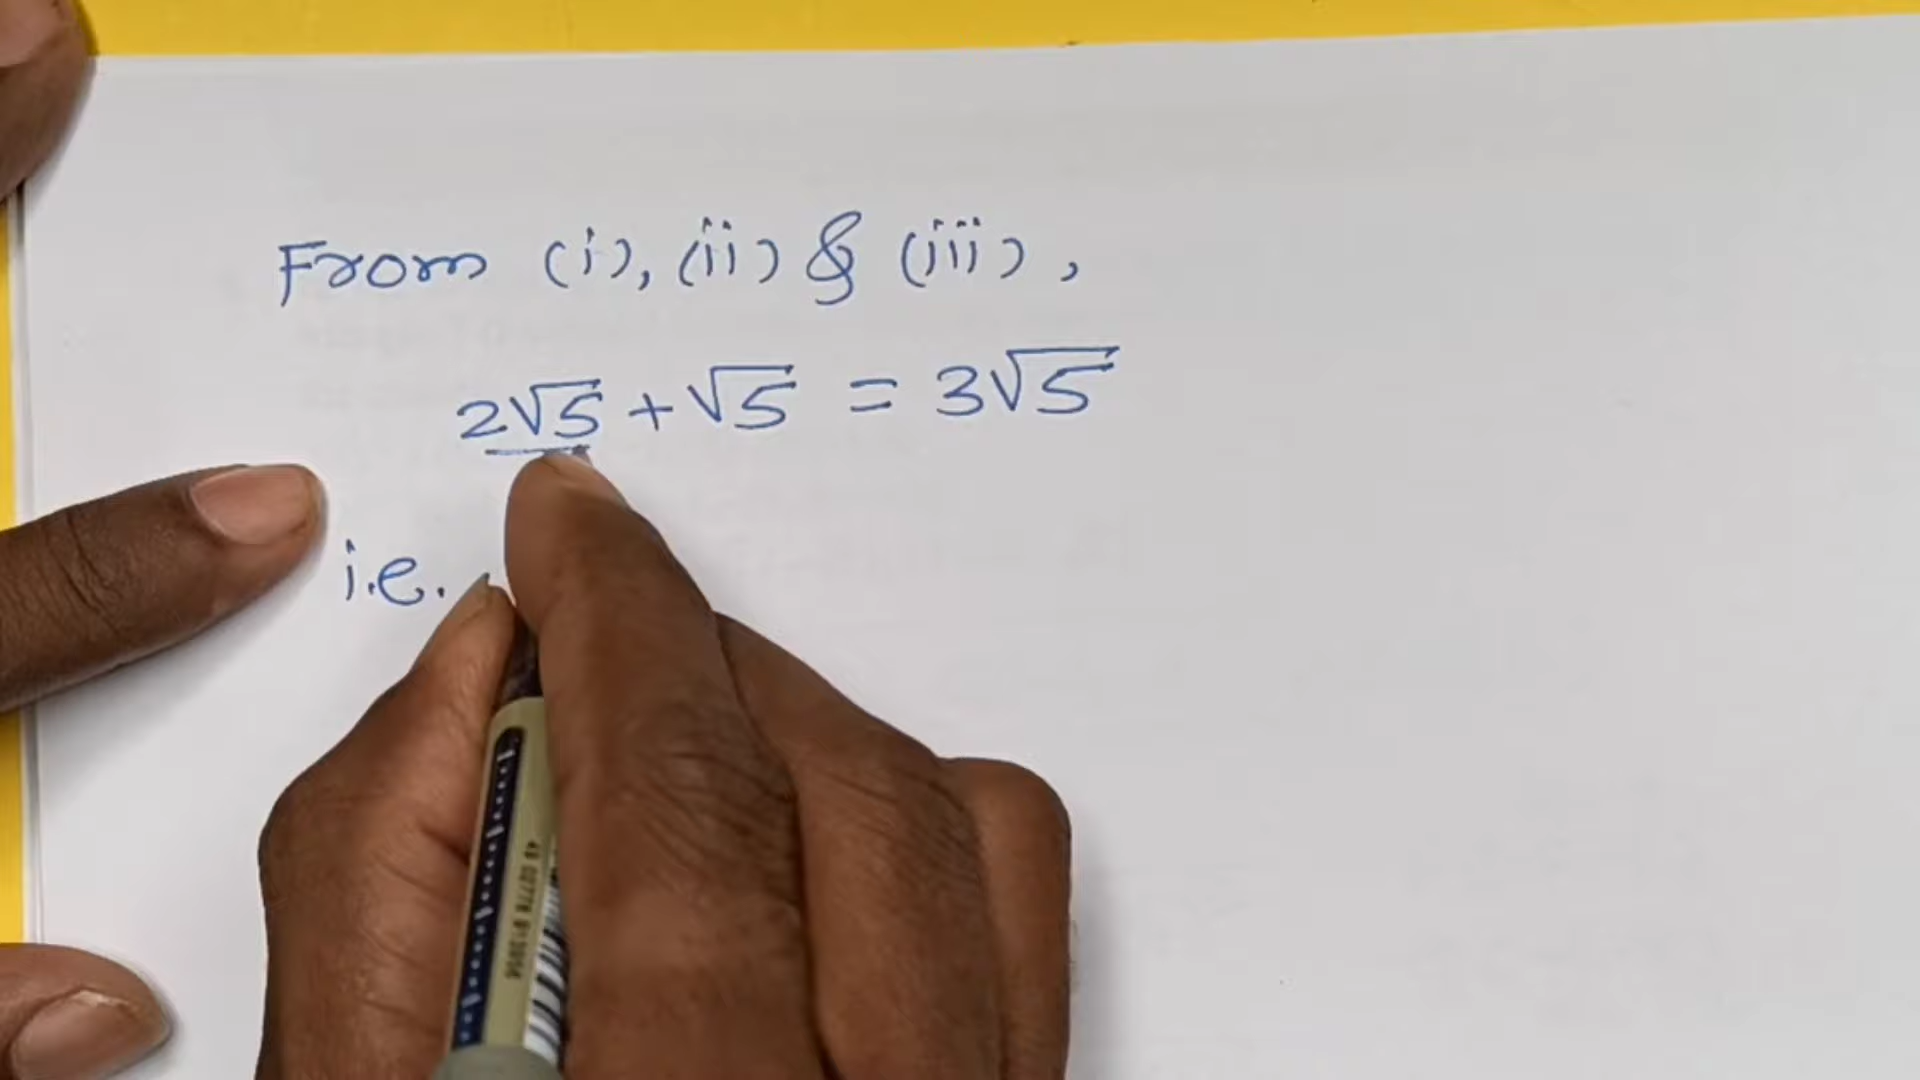 From (i), (ii) & (iii),
2√5 + √5 = 3√5
i.e.